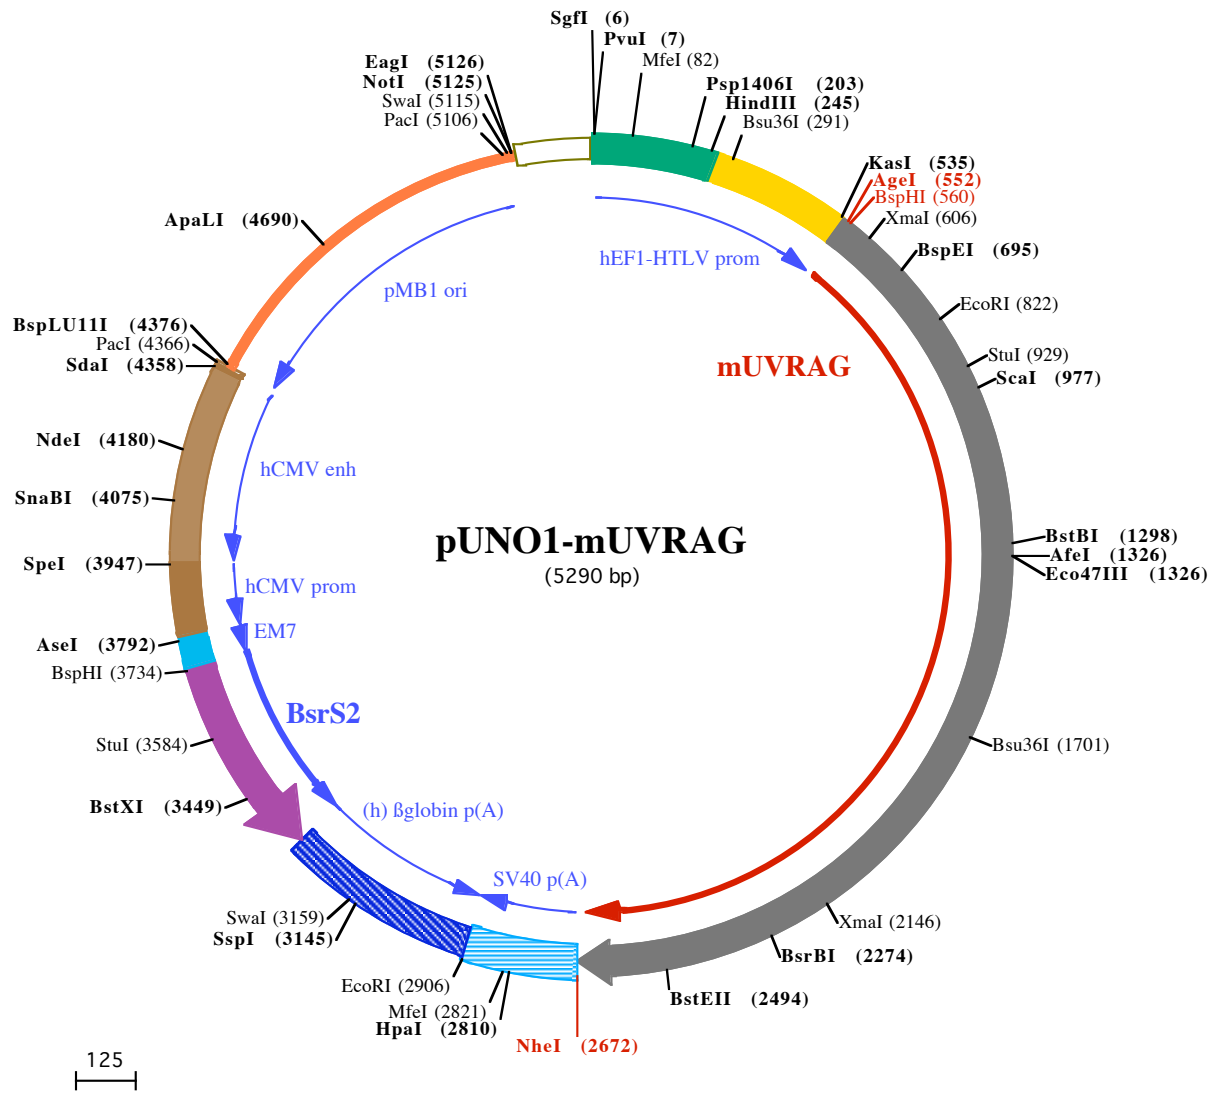 SgfI (6)
PvuI (7)
MfeI (82)
EagI (5126)
NotI (5125)
SwaI (5115)
PacI (5106)
Psp1406I (203)
HindIII (245)
Bsu36I (291)
KasI (535)
AgeI (552)
BspHI (560)
XmaI (606)
BspEI (695)
EcoRI (822)
StuI (929)
ScaI (977)
BstBI (1298)
AfeI (1326)
Eco47III (1326)
Bsu36I (1701)
XmaI (2146)
BsrBI (2274)
BstEII (2494)
NheI (2672)
HpaI (2810)
MfeI (2821)
EcoRI (2906)
SspI (3145)
SwaI (3159)
BstXI (3449)
StuI (3584)
BspHI (3734)
AseI (3792)
SpeI (3947)
SnaBI (4075)
NdeI (4180)
SdaI (4358)
PacI (4366)
BspLU11I (4376)
ApaLI (4690)
hEF1-HTLV prom
pMB1 ori
mUVRAG
hCMV enh
pUNO1-mUVRAG
(5290 bp)
hCMV prom
EM7
BsrS2
(h) ßglobin p(A)
SV40 p(A)
125